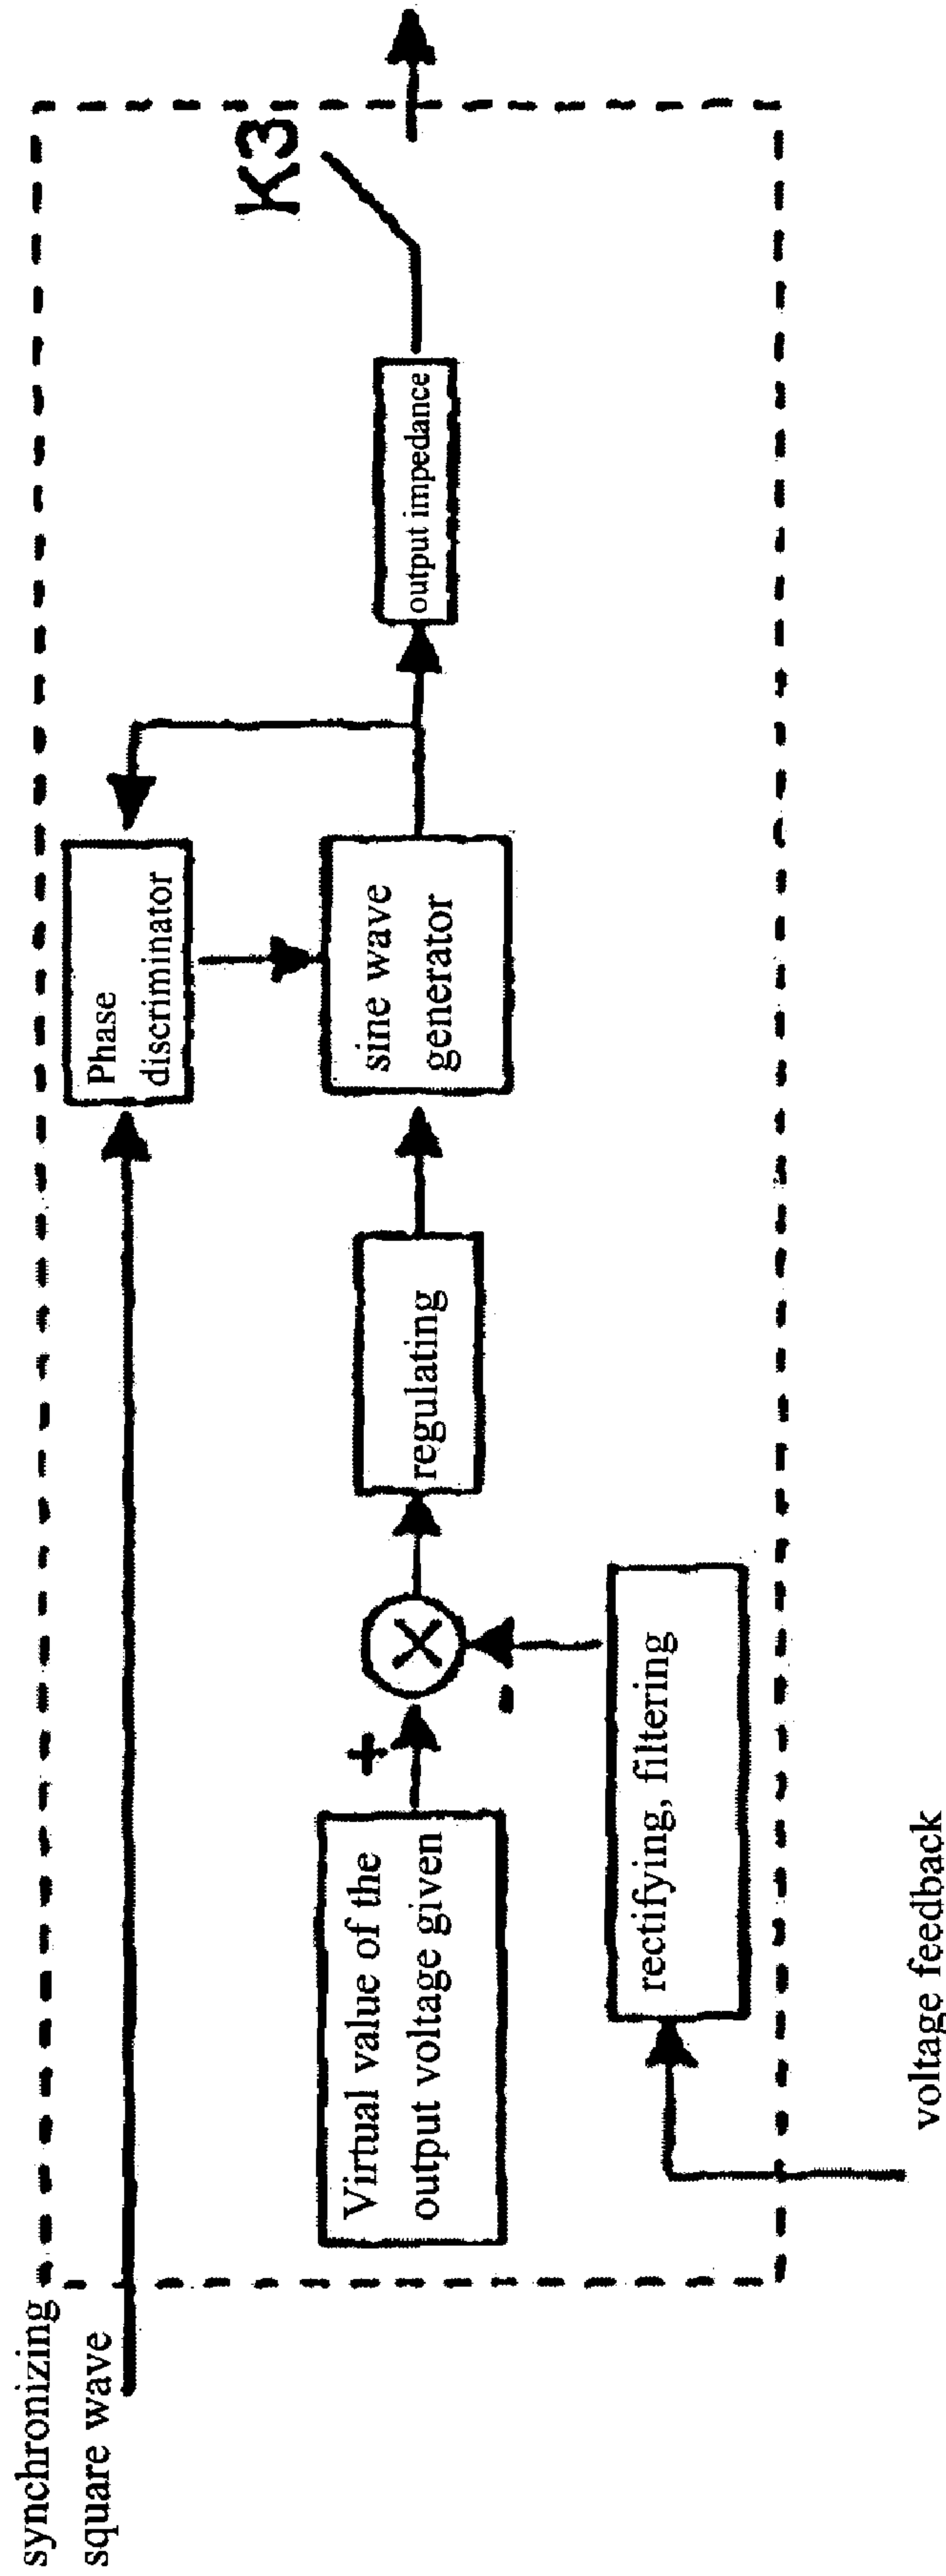 synchronizing
square wave
Phase
discriminator
K3
Virtual value of the
output voltage given
+
-
regulating
sine wave
generator
output impedance
rectifying, filtering
voltage feedback